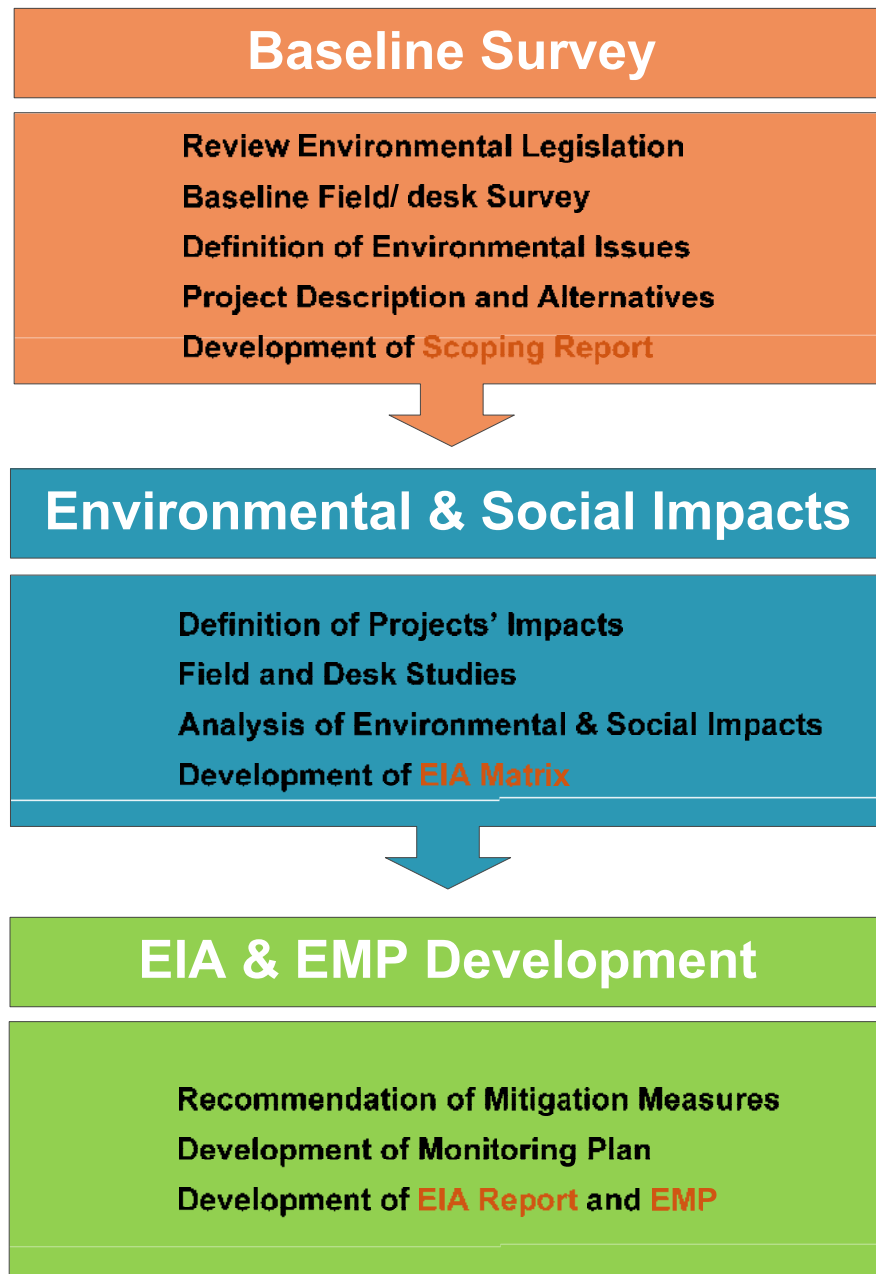 Baseline Survey
Review Environmental Legislation
Baseline Field/ desk Survey
Definition of Environmental Issues
Project Description and Alternatives
Development of Scoping Report
Environmental & Social Impacts
Definition of Projects’ Impacts
Field and Desk Studies
Analysis of Environmental & Social Impacts
Development of EIA Matrix
EIA & EMP Development
Recommendation of Mitigation Measures
Development of Monitoring Plan
Development of EIA Report and EMP